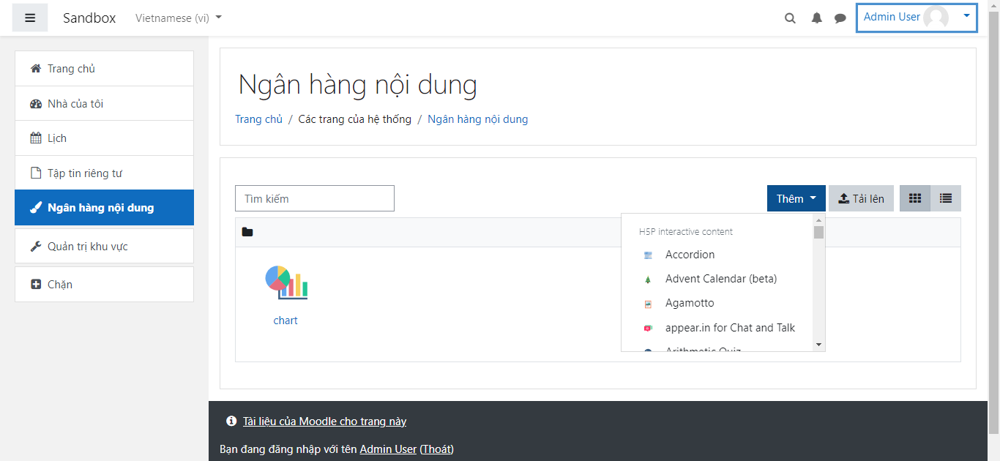 Sandbox Vietnamese (vi) Admin User
Trang chủ
Nhà của tôi
Lịch
Tập tin riêng tư
Ngân hàng nội dung
Quản trị khu vực
Chặn
Ngân hàng nội dung
Trang chủ / Các trang của hệ thống / Ngân hàng nội dung
Tìm kiếm Thêm Tải lên
H5P interactive content
Accordion
Advent Calendar (beta)
Agamotto
appear.in for Chat and Talk
Arithmetic Quiz
chart
Tài liệu của Moodle cho trang này
Bạn đang đăng nhập với tên Admin User (Thoát)